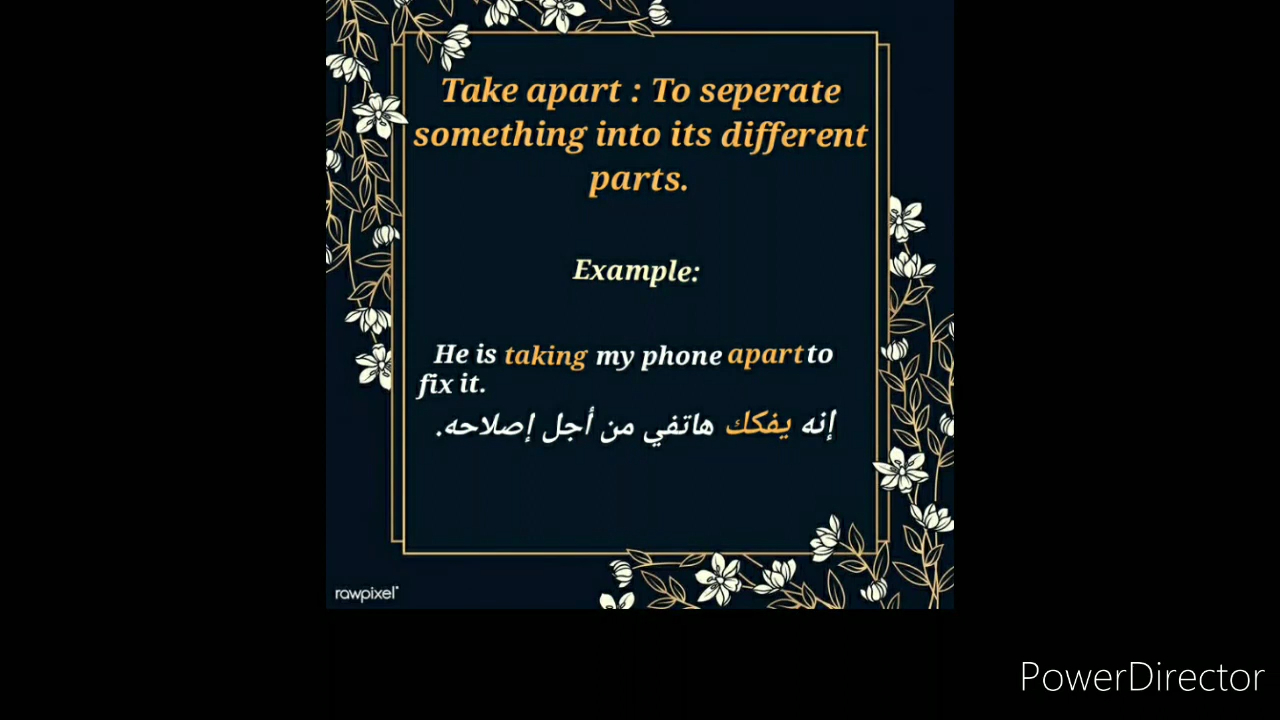 Take apart : To seperate
something into its different
parts.
Example:
He is taking my phone apart to
fix it.
إنه يفكك هاتفي من أجل إصلاحه.
rawpixel
PowerDirector